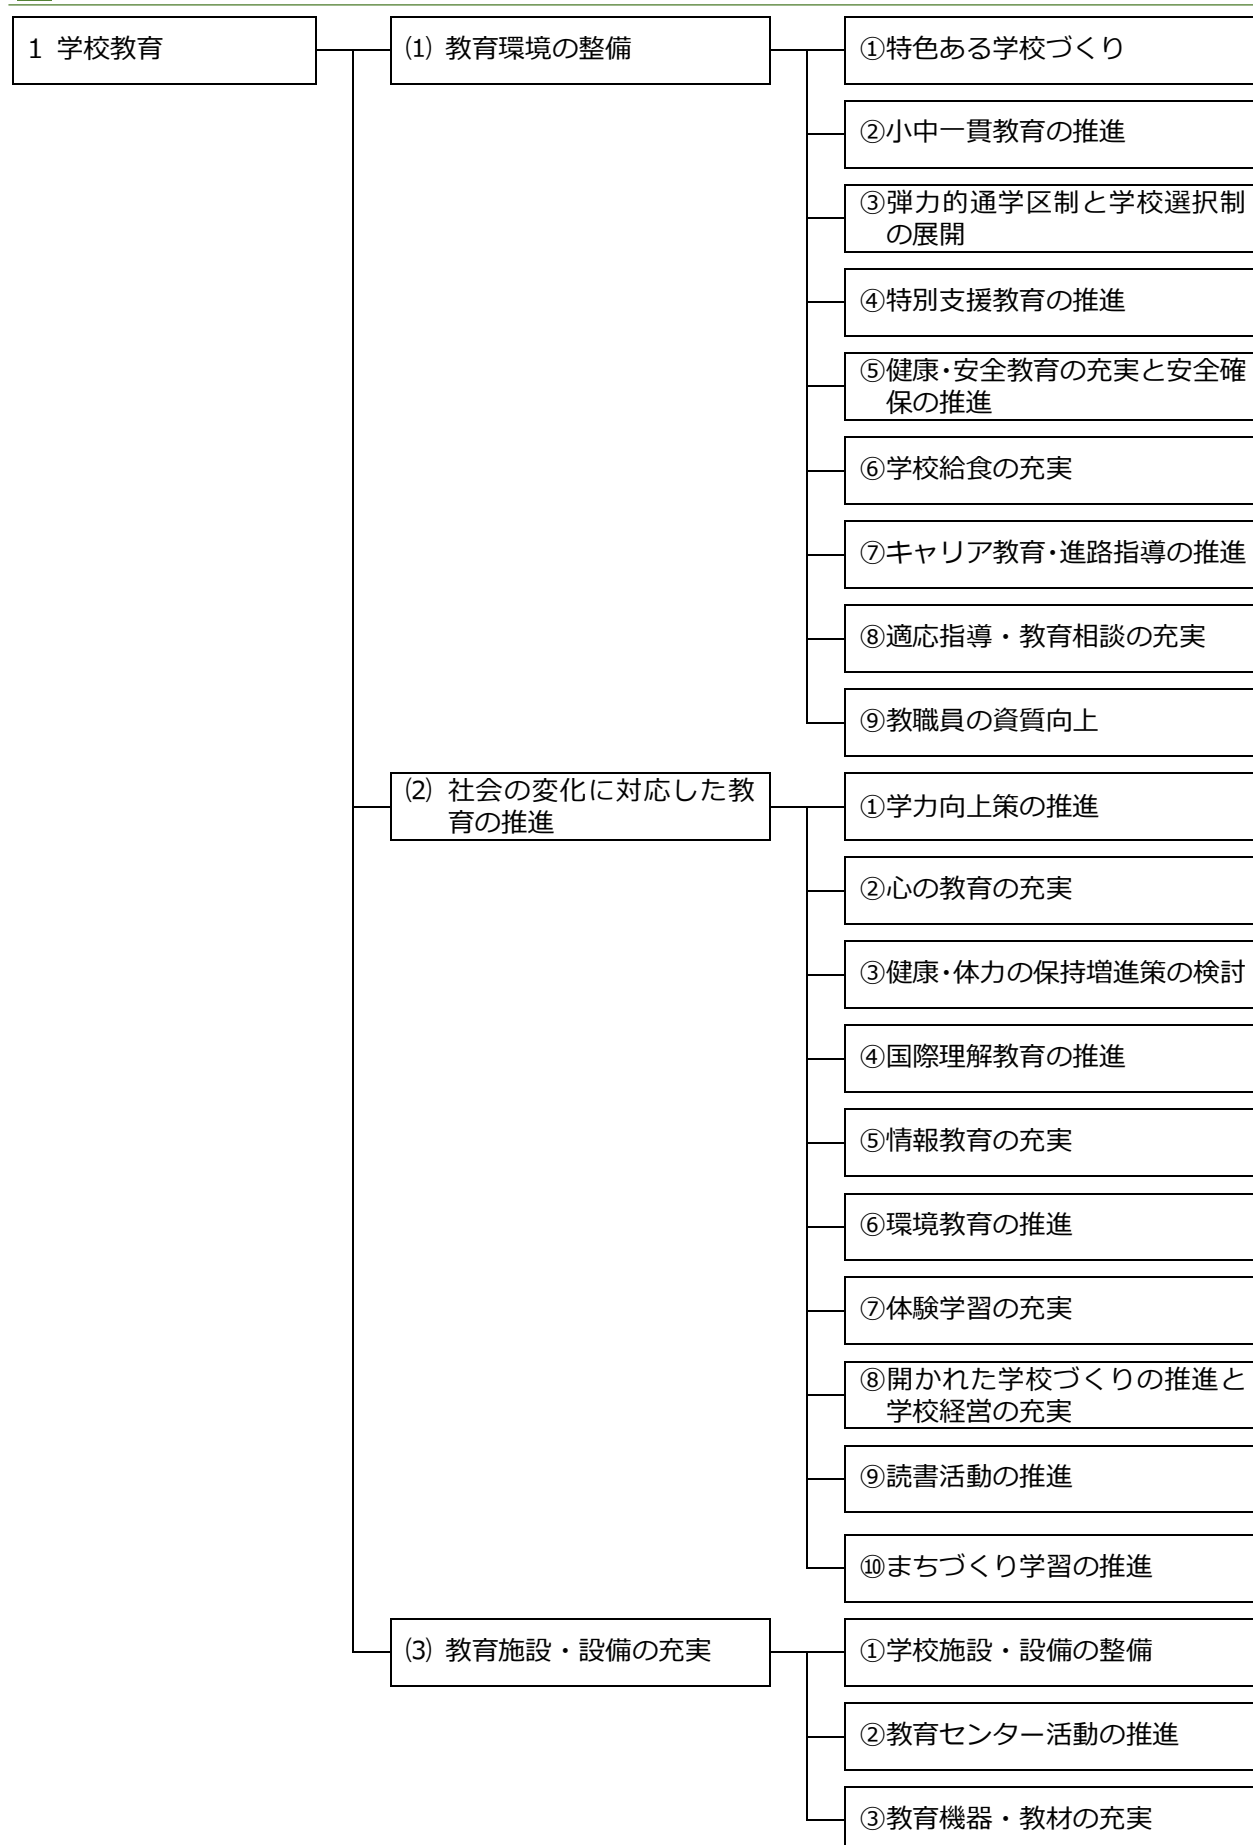 1 学校教育
⑴ 教育環境の整備
①特色ある学校づくり
②小中一貫教育の推進
③弾力的通学区制と学校選択制
の展開
④特別支援教育の推進
⑤健康・安全教育の充実と安全確
保の推進
⑥学校給食の充実
⑦キャリア教育・進路指導の推進
⑧適応指導・教育相談の充実
⑨教職員の資質向上
⑵ 社会の変化に対応した教
育の推進
①学力向上策の推進
②心の教育の充実
③健康・体力の保持増進策の検討
④国際理解教育の推進
⑤情報教育の充実
⑥環境教育の推進
⑦体験学習の充実
⑧開かれた学校づくりの推進と
学校経営の充実
⑨読書活動の推進
⑩まちづくり学習の推進
⑶ 教育施設・設備の充実
①学校施設・設備の整備
②教育センター活動の推進
③教育機器・教材の充実